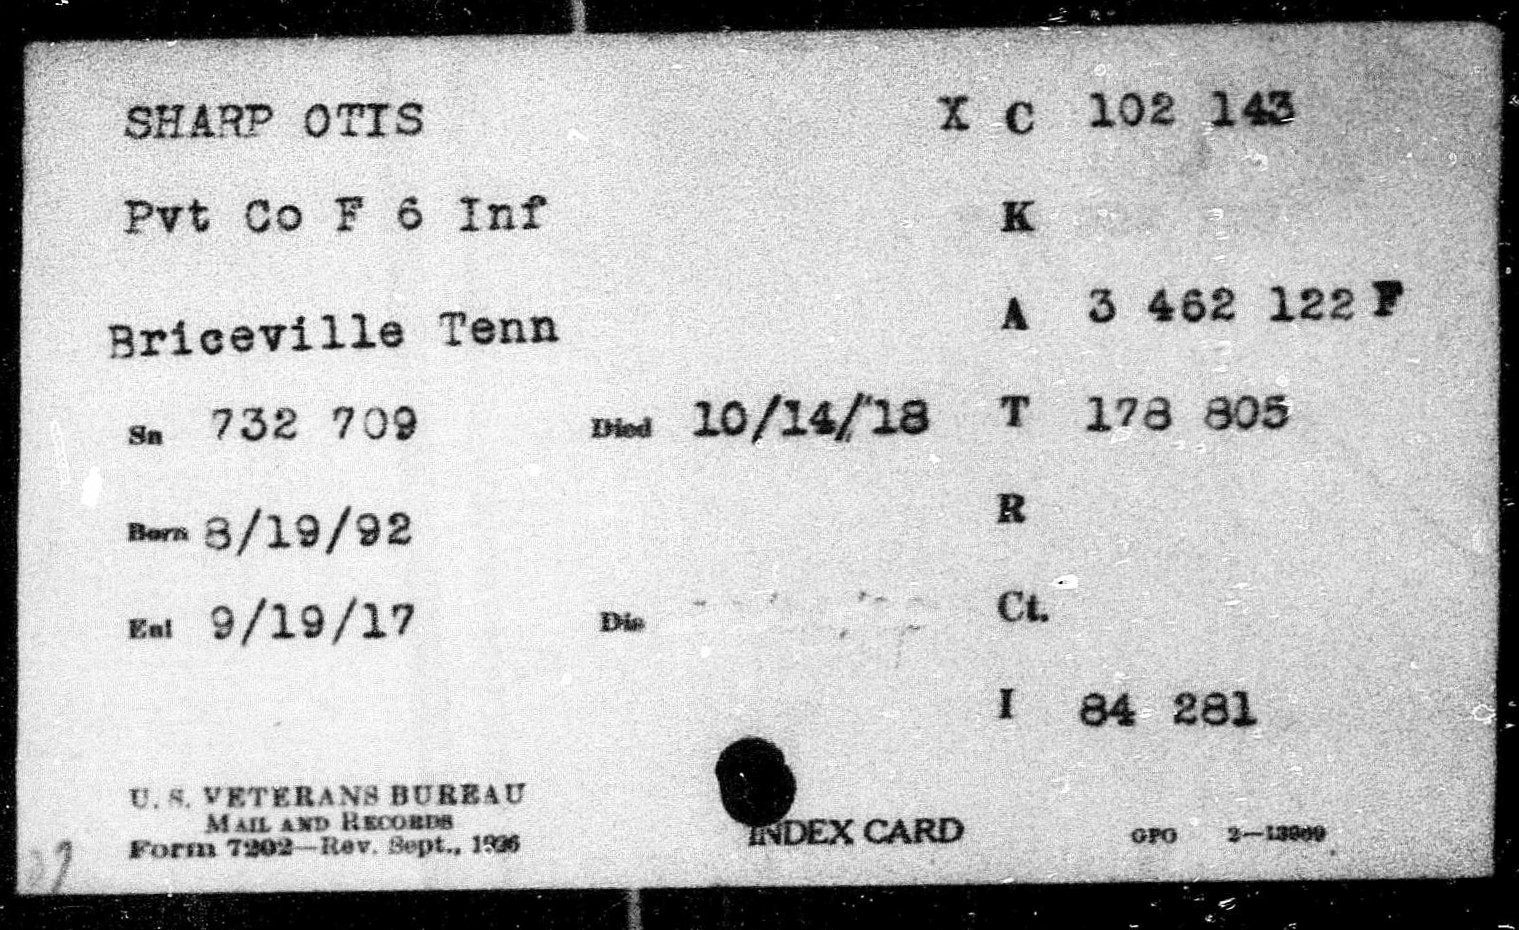 SHARP OTIS X C 102 143
Pvt Co F 6 Inf K
A 3 462 122 F
Briceville Tenn
Sn 732 709 Died 10/14/'18 T 178 805
Born 8/19/92 R
Enl 9/19/17 Dis Ct.
I 84 281
U. S. VETERANS BUREAU
MAIL AND RECORDS
Form 7202—Rev. Sept., 1926
INDEX CARD GPO